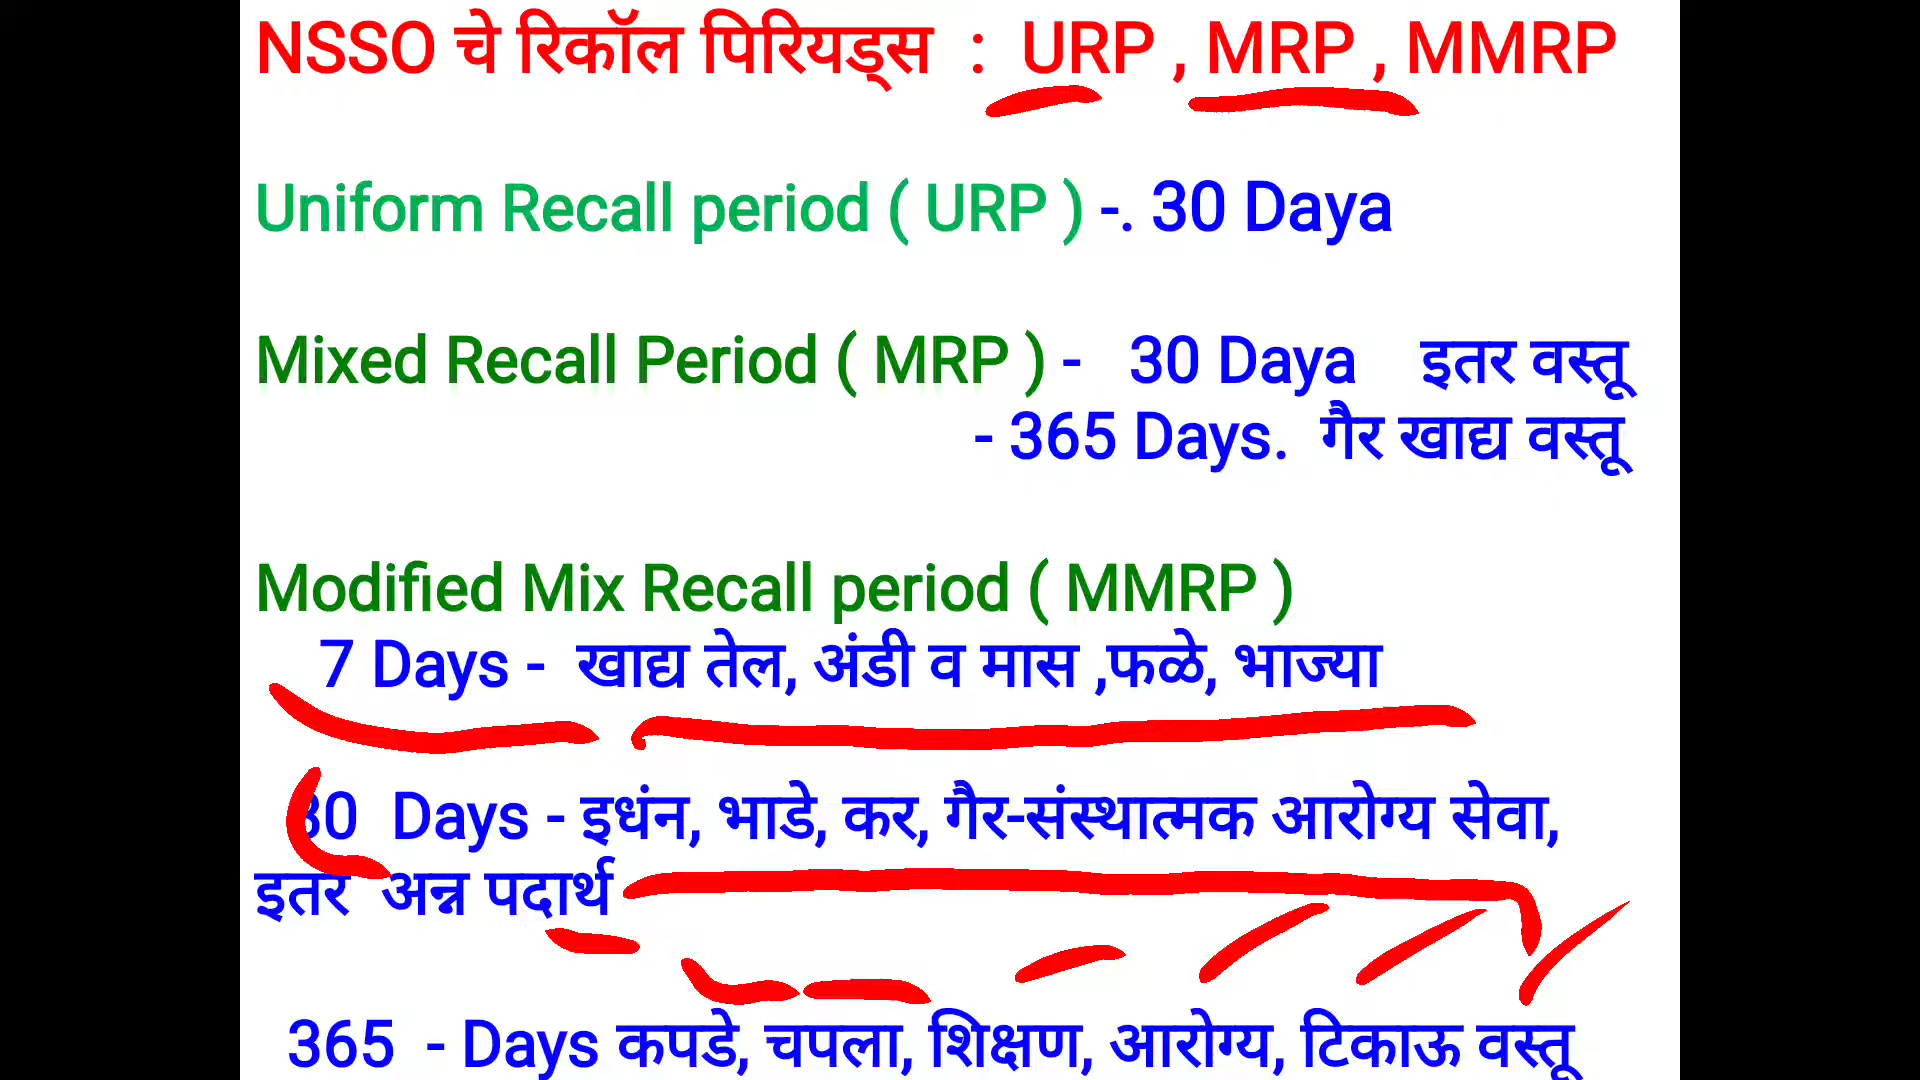 NSSO चे रिकॉल पिरियड्स : URP , MRP , MMRP
Uniform Recall period ( URP ) -. 30 Daya
Mixed Recall Period ( MRP ) - 30 Daya इतर वस्तू
- 365 Days. गैर खाद्य वस्तू
Modified Mix Recall period ( MMRP )
7 Days - खाद्य तेल, अंडी व मास ,फळे, भाज्या
30 Days - इधंन, भाडे, कर, गैर-संस्थात्मक आरोग्य सेवा,
इतर अन्न पदार्थ
365 - Days कपडे, चपला, शिक्षण, आरोग्य, टिकाऊ वस्तू